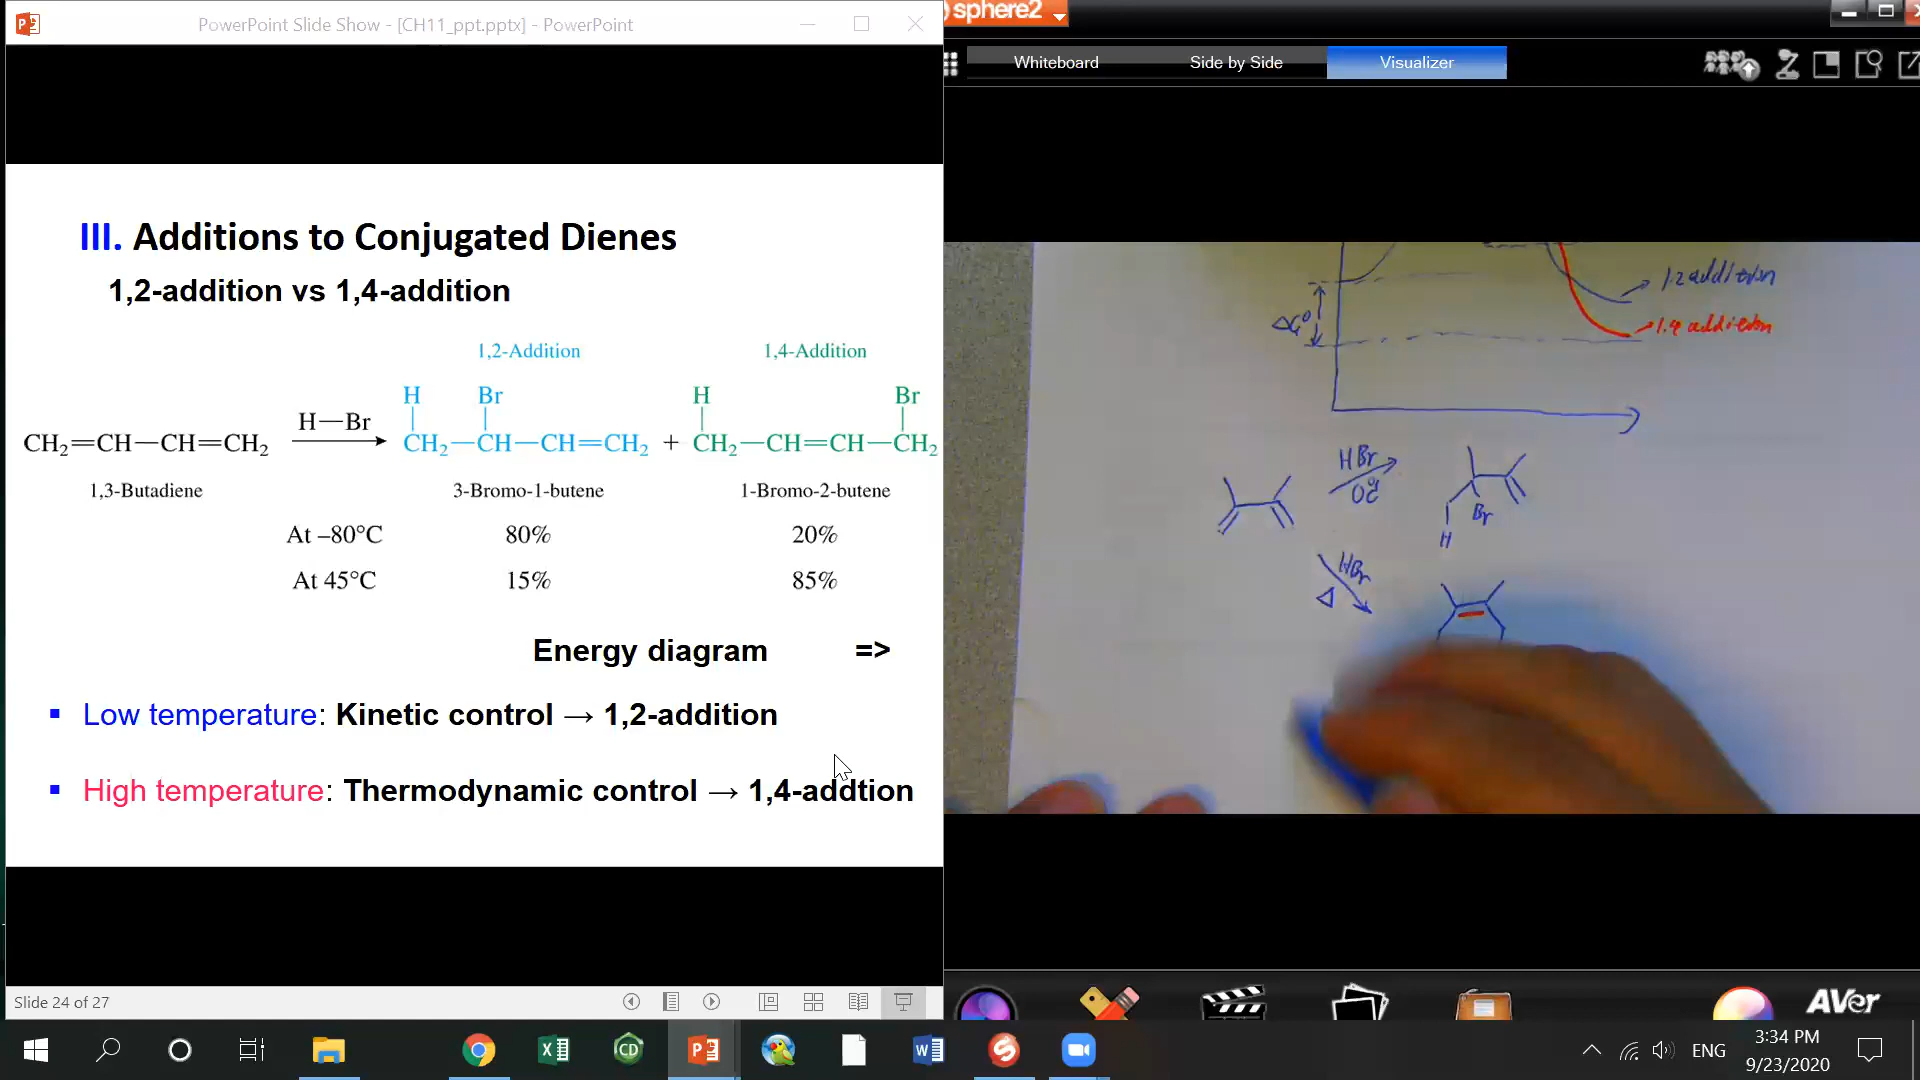 PowerPoint Slide Show - [CH11_ppt.pptx] - PowerPoint
III. Additions to Conjugated Dienes
1,2-addition vs 1,4-addition
1,2-Addition
1,4-Addition
H Br H Br
CH2=CH—CH=CH2 H—Br CH2—CH—CH=CH2 + CH2—CH=CH—CH2
1,3-Butadiene 3-Bromo-1-butene 1-Bromo-2-butene
At –80°C 80% 20%
At 45°C 15% 85%
Energy diagram =>
▪ Low temperature: Kinetic control → 1,2-addition
▪ High temperature: Thermodynamic control → 1,4-addtion
Slide 24 of 27
sphere2
Whiteboard Side by Side Visualizer
1.2 addition
1.4 addition
ΔG°
HBr
0°C
Br
H
HBr
Δ
AVer
ENG
3:34 PM
9/23/2020